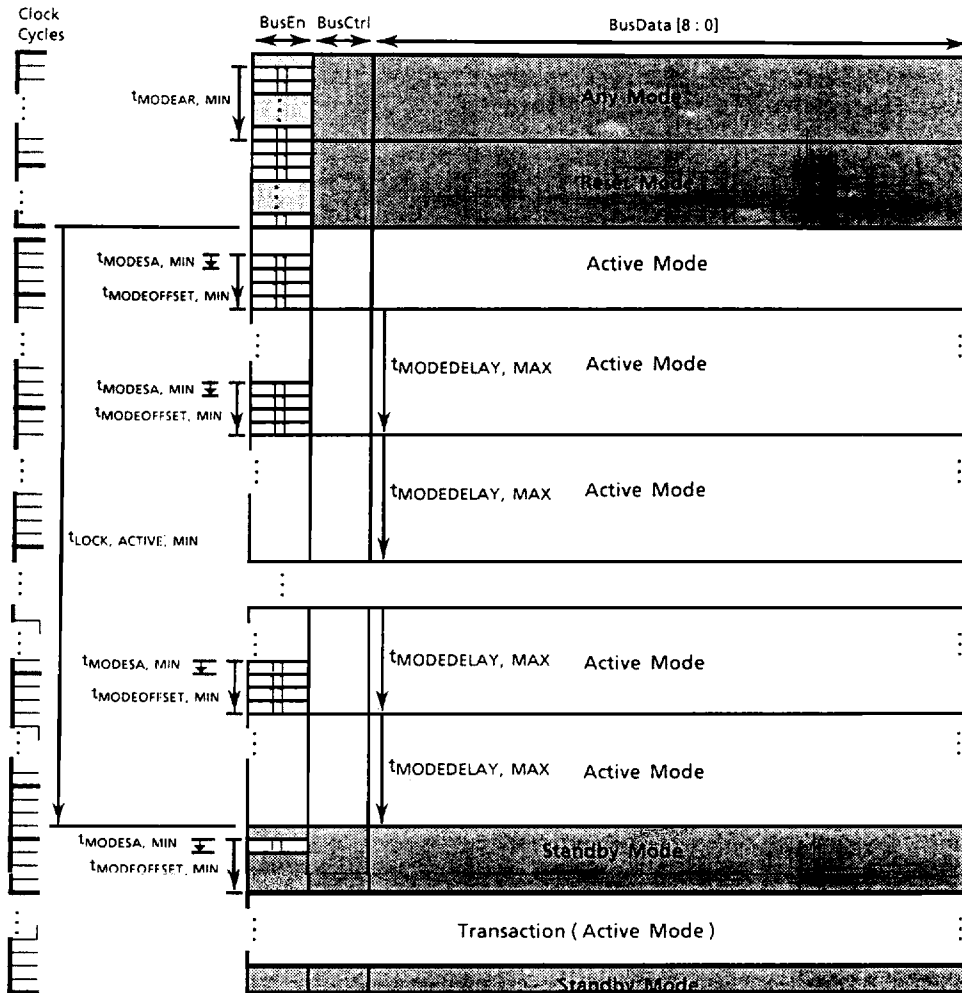 Clock
Cycles
BusEn BusCtrl BusData [8 : 0]
tMODEAR, MIN
Any Mode
Reset Mode
tMODESA, MIN
Active Mode
tMODEOFFSET, MIN
tMODEDELAY, MAX Active Mode
tMODESA, MIN
tMODEOFFSET, MIN
tMODEDELAY, MAX Active Mode
tLOCK, ACTIVE, MIN
tMODESA, MIN
tMODEDELAY, MAX Active Mode
tMODEOFFSET, MIN
tMODEDELAY, MAX Active Mode
tMODESA, MIN
Standby Mode
tMODEOFFSET, MIN
Transaction ( Active Mode )
Standby Mode